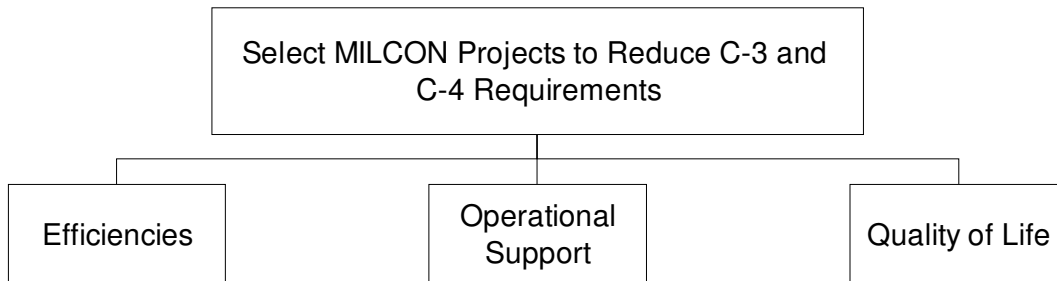 Select MILCON Projects to Reduce C-3 and
C-4 Requirements
Efficiencies
Operational
Support
Quality of Life